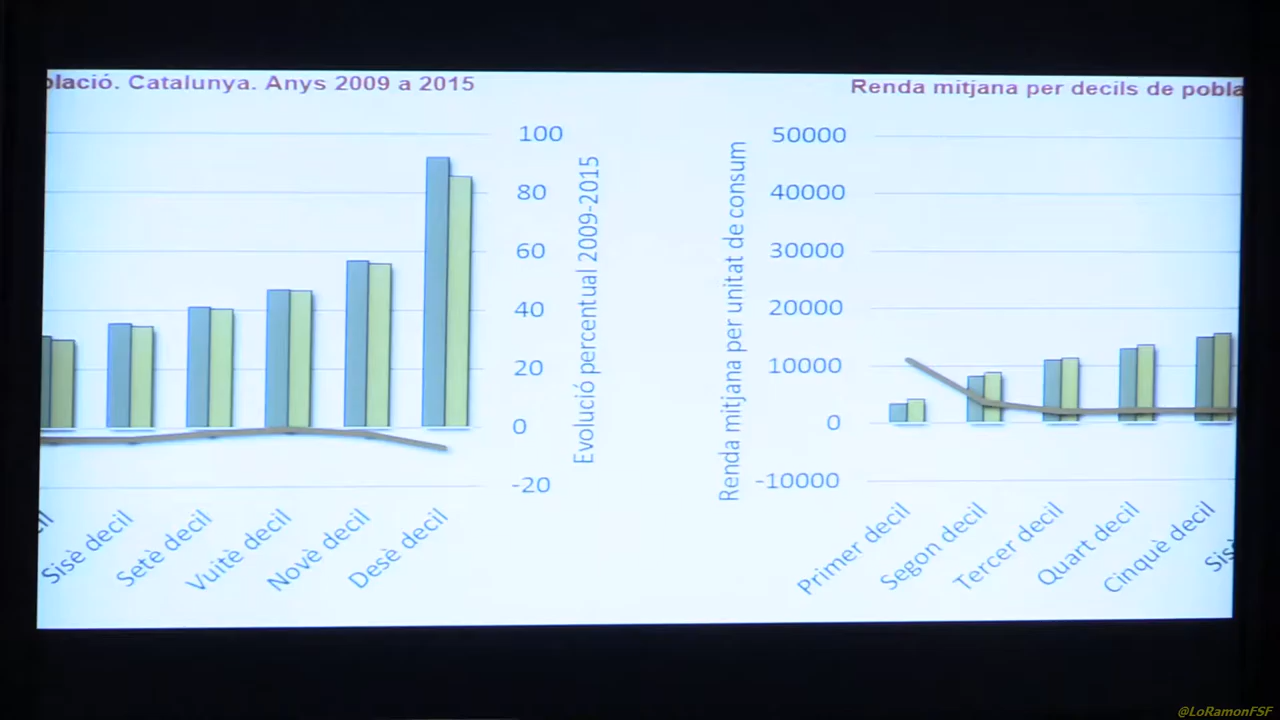 població. Catalunya. Anys 2009 a 2015
100
80
60
40
20
0
-20
Evolució percentual 2009-2015
Sisè decil
Setè decil
Vuitè decil
Novè decil
Desè decil
Renda mitjana per decils de pobla
50000
40000
30000
20000
10000
0
-10000
Renda mitjana per unitat de consum
Primer decil
Segon decil
Tercer decil
Quart decil
Cinquè decil
Sisè
@LoRamonFSF